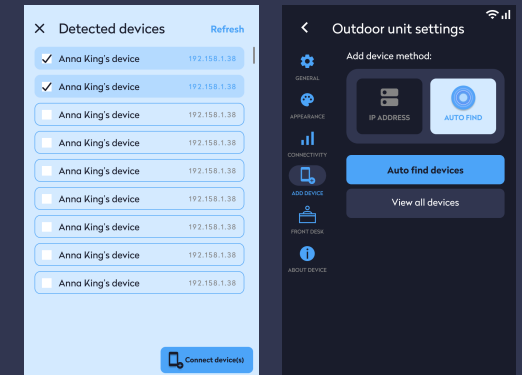 Detected devices
Refresh
Anna King's device 192.158.1.38
Anna King's device 192.158.1.38
Anna King's device 192.158.1.38
Anna King's device 192.158.1.38
Anna King's device 192.158.1.38
Anna King's device 192.158.1.38
Anna King's device 192.158.1.38
Anna King's device 192.158.1.38
Anna King's device 192.158.1.38
Connect device(s)
Outdoor unit settings
GENERAL
APPEARANCE
CONNECTIVITY
ADD DEVICE
FRONT DESK
ABOUT DEVICE
Add device method:
IP ADDRESS
AUTO FIND
Auto find devices
View all devices